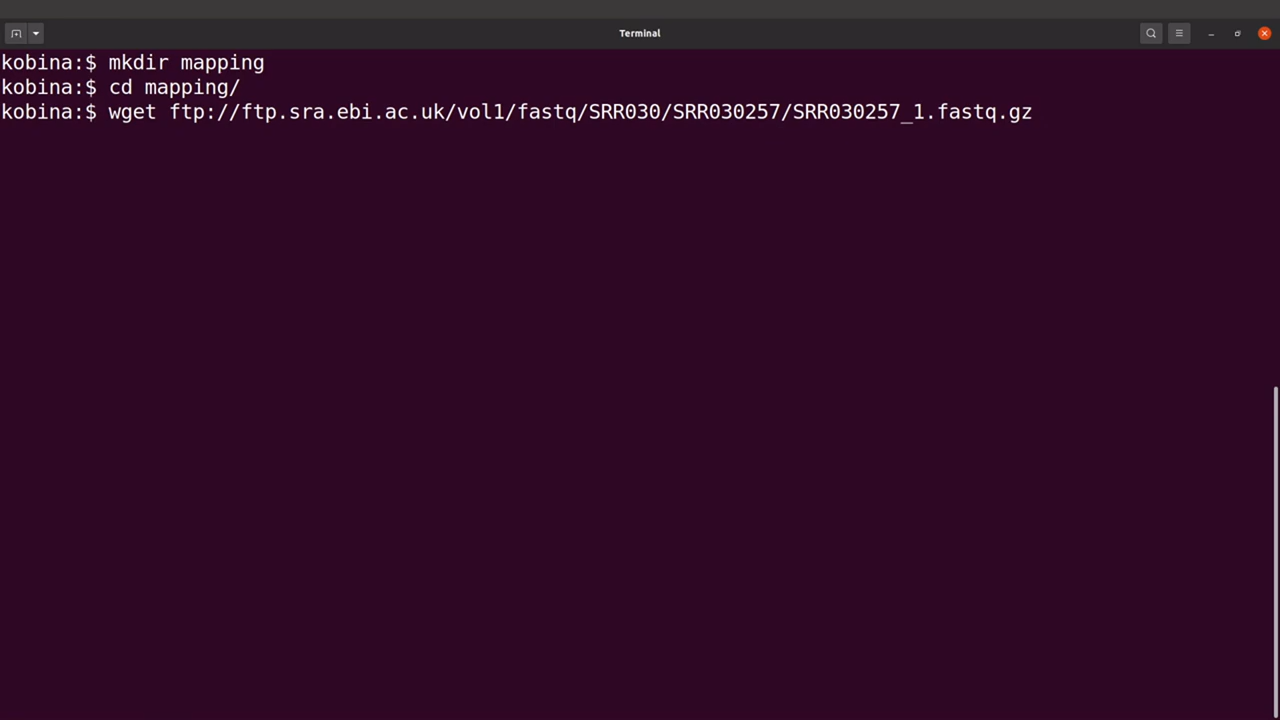 Terminal
kobina:$ mkdir mapping
kobina:$ cd mapping/
kobina:$ wget ftp://ftp.sra.ebi.ac.uk/vol1/fastq/SRR030/SRR030257/SRR030257_1.fastq.gz